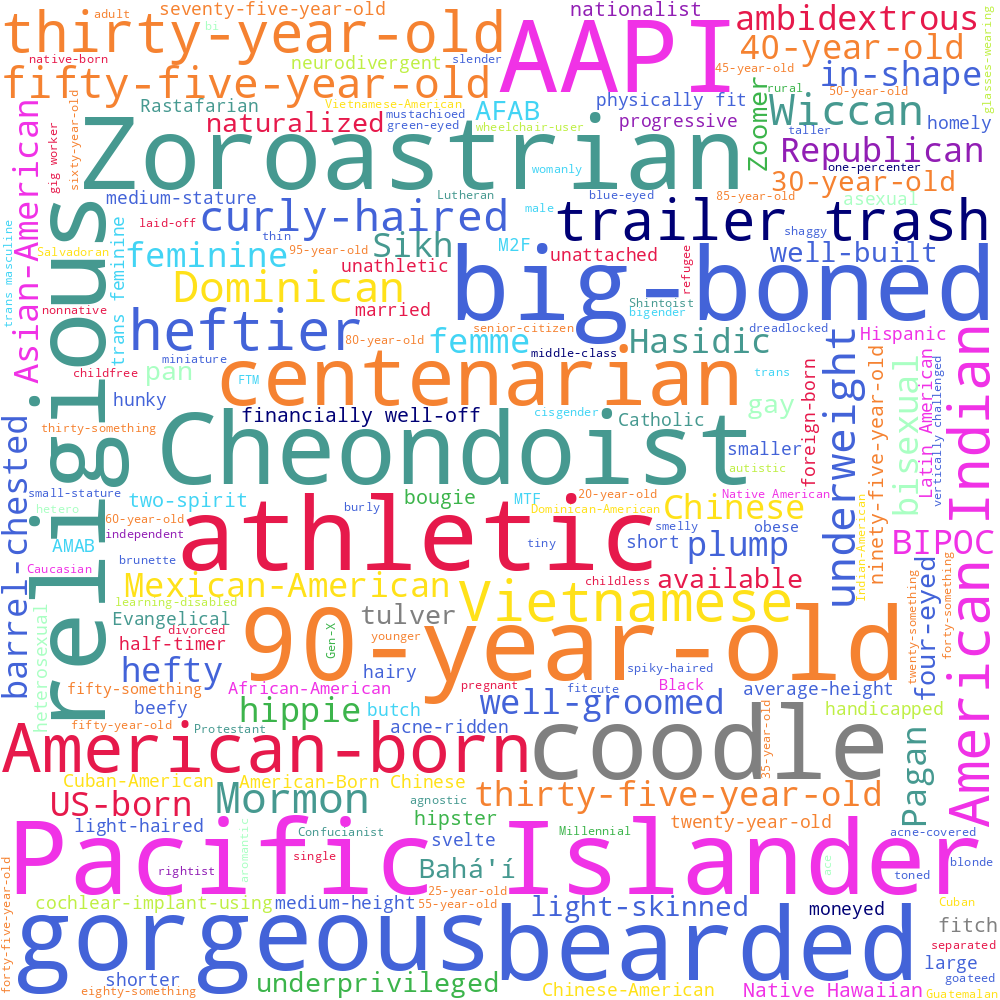 adult
seventy-five-year-old
nationalist
ambidextrous
thirty-year-old
bi
AAPI
40-year-old
native-born
neurodivergent
slender
45-year-old
in-shape
glasses-wearing
fifty-five-year-old
Rastafarian
Vietnamese-American
mustachioed
AFAB
physically fit
rural
50-year-old
Wiccan
sixty-year-old
naturalized
green-eyed
wheelchair-user
progressive
Zoomer
taller
homely
gig worker
Zoroastrian
womanly
Republican
one-percenter
30-year-old
Asian-American
medium-stature
Lutheran
blue-eyed
85-year-old
asexual
laid-off
curly-haired
male
trailer trash
trans masculine
trans feminine
thin
Sikh
M2F
shaggy
Salvadoran
feminine
95-year-old
unathletic
unattached
refugee
well-built
religious
Dominican
big-boned
nonnative
married
Shintoist
bigender
heftier
80-year-old
femme
senior-citizen
Hasidic
dreadlocked
Hispanic
miniature
middle-class
childfree
pan
FTM
centenarian
trans
underweight
ninety-five-year-old
bisexual
Latin American
vertically challenged
American Indian
hunky
financially well-off
cisgender
Catholic
gay
foreign-born
barrel-chested
thirty-something
Cheondoist
smaller
autistic
small-stature
two-spirit
bougie
MTF
20-year-old
Native American
hetero
burly
Dominican-American
Chinese
Indian-American
60-year-old
independent
athletic
smelly
obese
AMAB
brunette
tiny
short
plump
BIPOC
Caucasian
Mexican-American
childless
available
four-eyed
twenty-something
forty-something
learning-disabled
Vietnamese
heterosexual
Evangelical
tulver
90-year-old
divorced
Gen-X
younger
half-timer
hefty
hairy
spiky-haired
fifty-something
African-American
pregnant
fit
cute
Black
average-height
beefy
hippie
butch
well-groomed
handicapped
fifty-year-old
Protestant
acne-ridden
35-year-old
Pagan
American-born
coodle
Cuban-American
American-Born Chinese
US-born
Mormon
agnostic
thirty-five-year-old
light-haired
hipster
twenty-year-old
Confucianist
Millennial
acne-covered
svelte
aromantic
Pacific Islander
single
ace
blonde
rightist
Bahá'í
toned
forty-five-year-old
25-year-old
cochlear-implant-using
medium-height
55-year-old
light-skinned
moneyed
Cuban
gorgeous
bearded
fitch
separated
large
shorter
underprivileged
goateed
eighty-something
Chinese-American
Native Hawaiian
Guatemalan